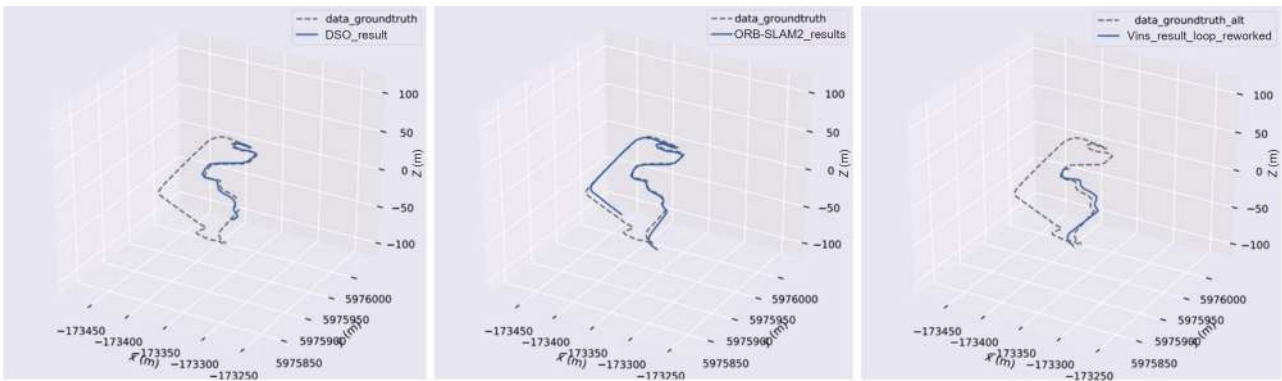 data_groundtruth
DSO_result
100
50
0
−50
−100
Z (m)
5976000
5975950
5975900
5975850
−173450
−173400
−173350
−173300
−173250
x (m)
(m)
data_groundtruth
ORB-SLAM2_results
100
50
0
−50
−100
Z (m)
5976000
5975950
5975900
5975850
−173450
−173400
−173350
−173300
−173250
x (m)
(m)
data_groundtruth_alt
Vins_result_loop_reworked
100
50
0
−50
−100
Z (m)
5976000
5975950
5975900
5975850
−173450
−173400
−173350
−173300
−173250
x (m)
(m)